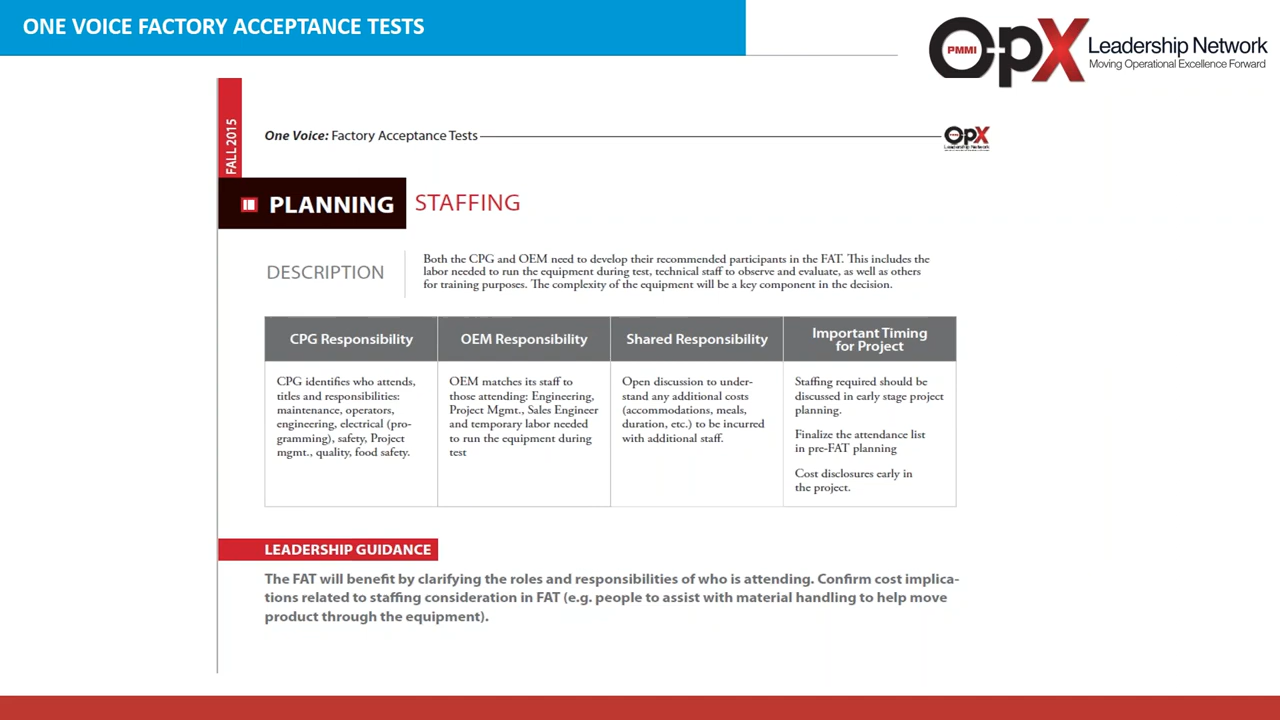 ONE VOICE FACTORY ACCEPTANCE TESTS
PMMI
OpX
Leadership Network
Moving Operational Excellence Forward
FALL 2015
One Voice: Factory Acceptance Tests
OpX
Leadership Network
PLANNING
STAFFING
DESCRIPTION
Both the CPG and OEM need to develop their recommended participants in the FAT. This includes the
labor needed to run the equipment during test, technical staff to observe and evaluate, as well as others
for training purposes. The complexity of the equipment will be a key component in the decision.
CPG Responsibility
OEM Responsibility
Shared Responsibility
Important Timing
for Project
CPG identifies who attends,
titles and responsibilities:
maintenance, operators,
engineering, electrical (pro-
gramming), safety, Project
mgmt., quality, food safety.
OEM matches its staff to
those attending: Engineering,
Project Mgmt., Sales Engineer
and temporary labor needed
to run the equipment during
test
Open discussion to under-
stand any additional costs
(accommodations, meals,
duration, etc.) to be incurred
with additional staff.
Staffing required should be
discussed in early stage project
planning.
Finalize the attendance list
in pre-FAT planning
Cost disclosures early in
the project.
LEADERSHIP GUIDANCE
The FAT will benefit by clarifying the roles and responsibilities of who is attending. Confirm cost implica-
tions related to staffing consideration in FAT (e.g. people to assist with material handling to help move
product through the equipment).